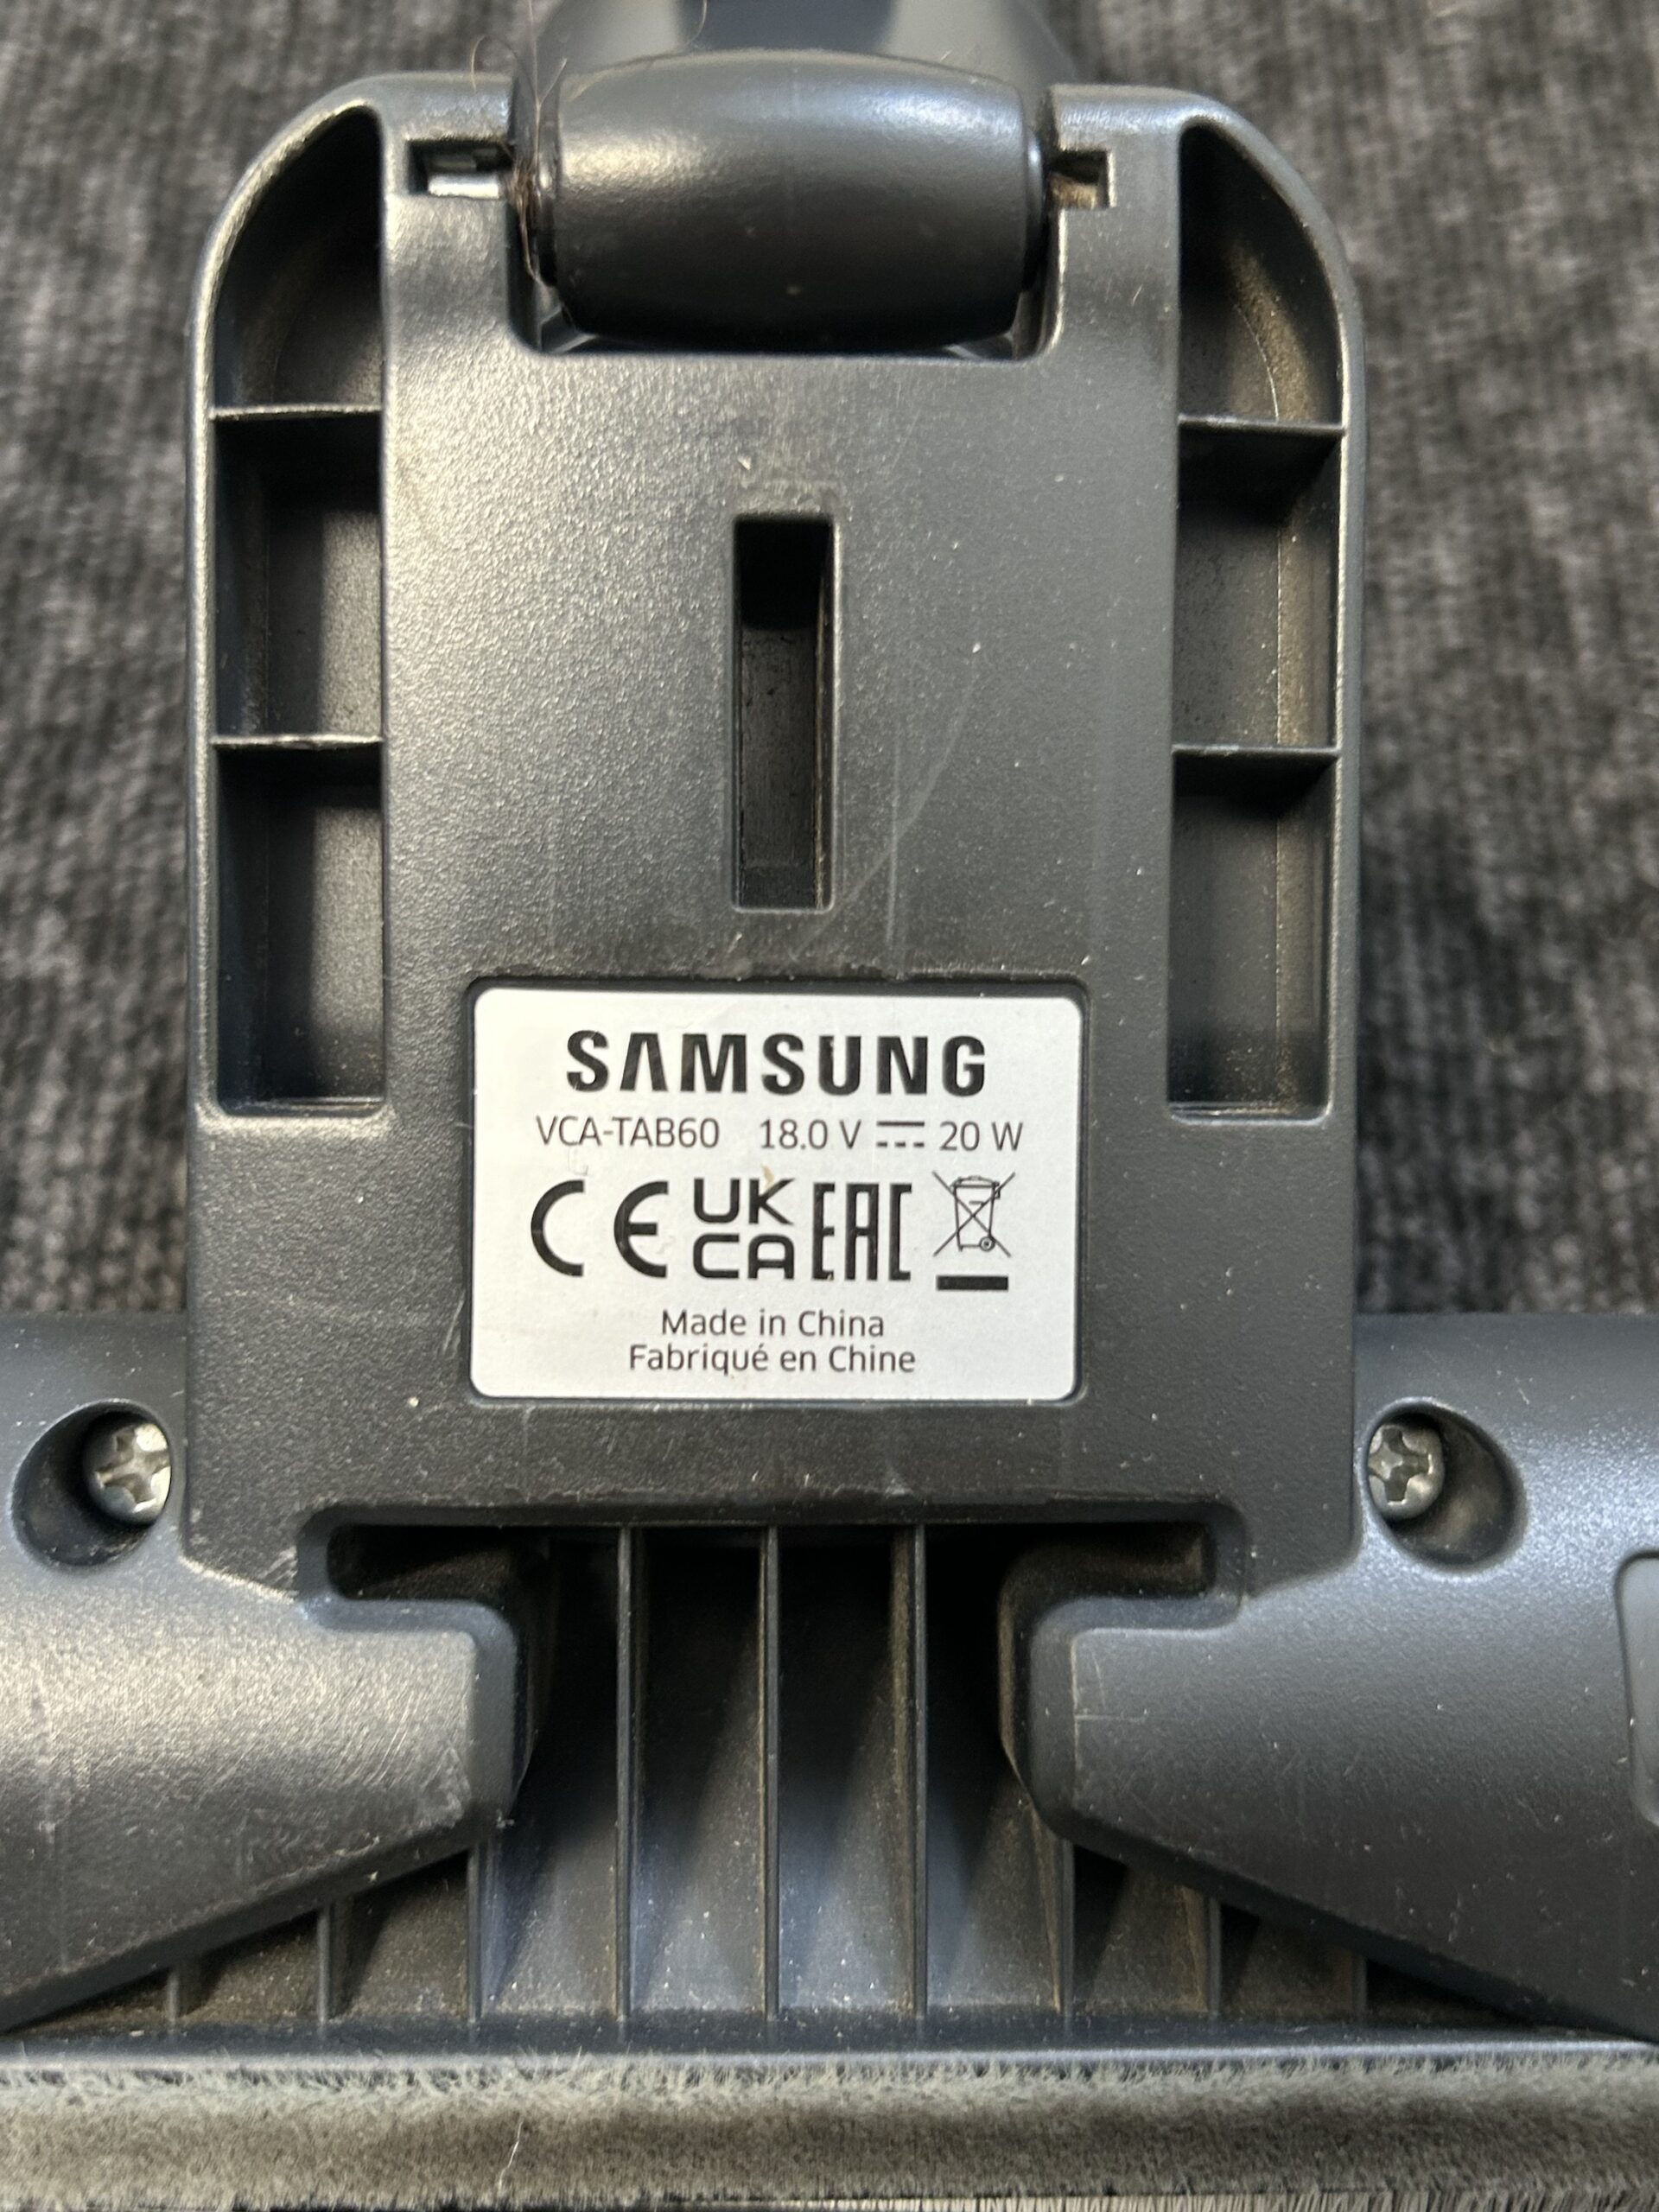 SAMSUNG
VCA-TAB60 18.0 V ⎓ 20 W
CE UK CA EAC
Made in China
Fabriqué en Chine